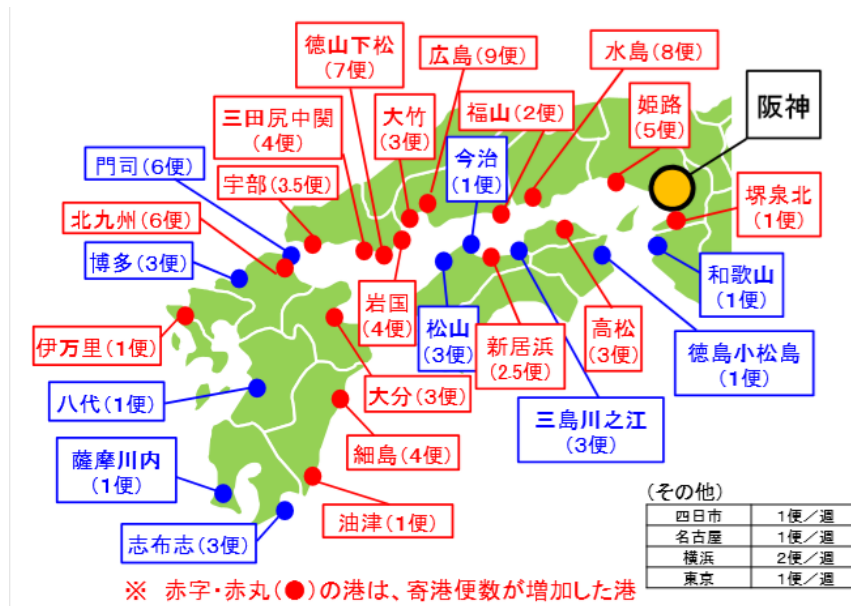 徳山下松
(7便)
広島(9便)
水島(8便)
三田尻中関
(4便)
大竹
(3便)
福山(2便)
姫路
(5便)
阪神
門司(6便)
宇部(3.5便)
今治
(1便)
北九州(6便)
堺泉北
(1便)
博多(3便)
和歌山
(1便)
岩国
(4便)
松山
(3便)
新居浜
(2.5便)
高松
(3便)
徳島小松島
(1便)
伊万里(1便)
八代(1便)
大分(3便)
三島川之江
(3便)
細島(4便)
薩摩川内
(1便)
油津(1便)
志布志(3便)
(その他)
四日市 1便/週
名古屋 1便/週
横浜 2便/週
東京 1便/週
※ 赤字・赤丸(●)の港は、寄港便数が増加した港